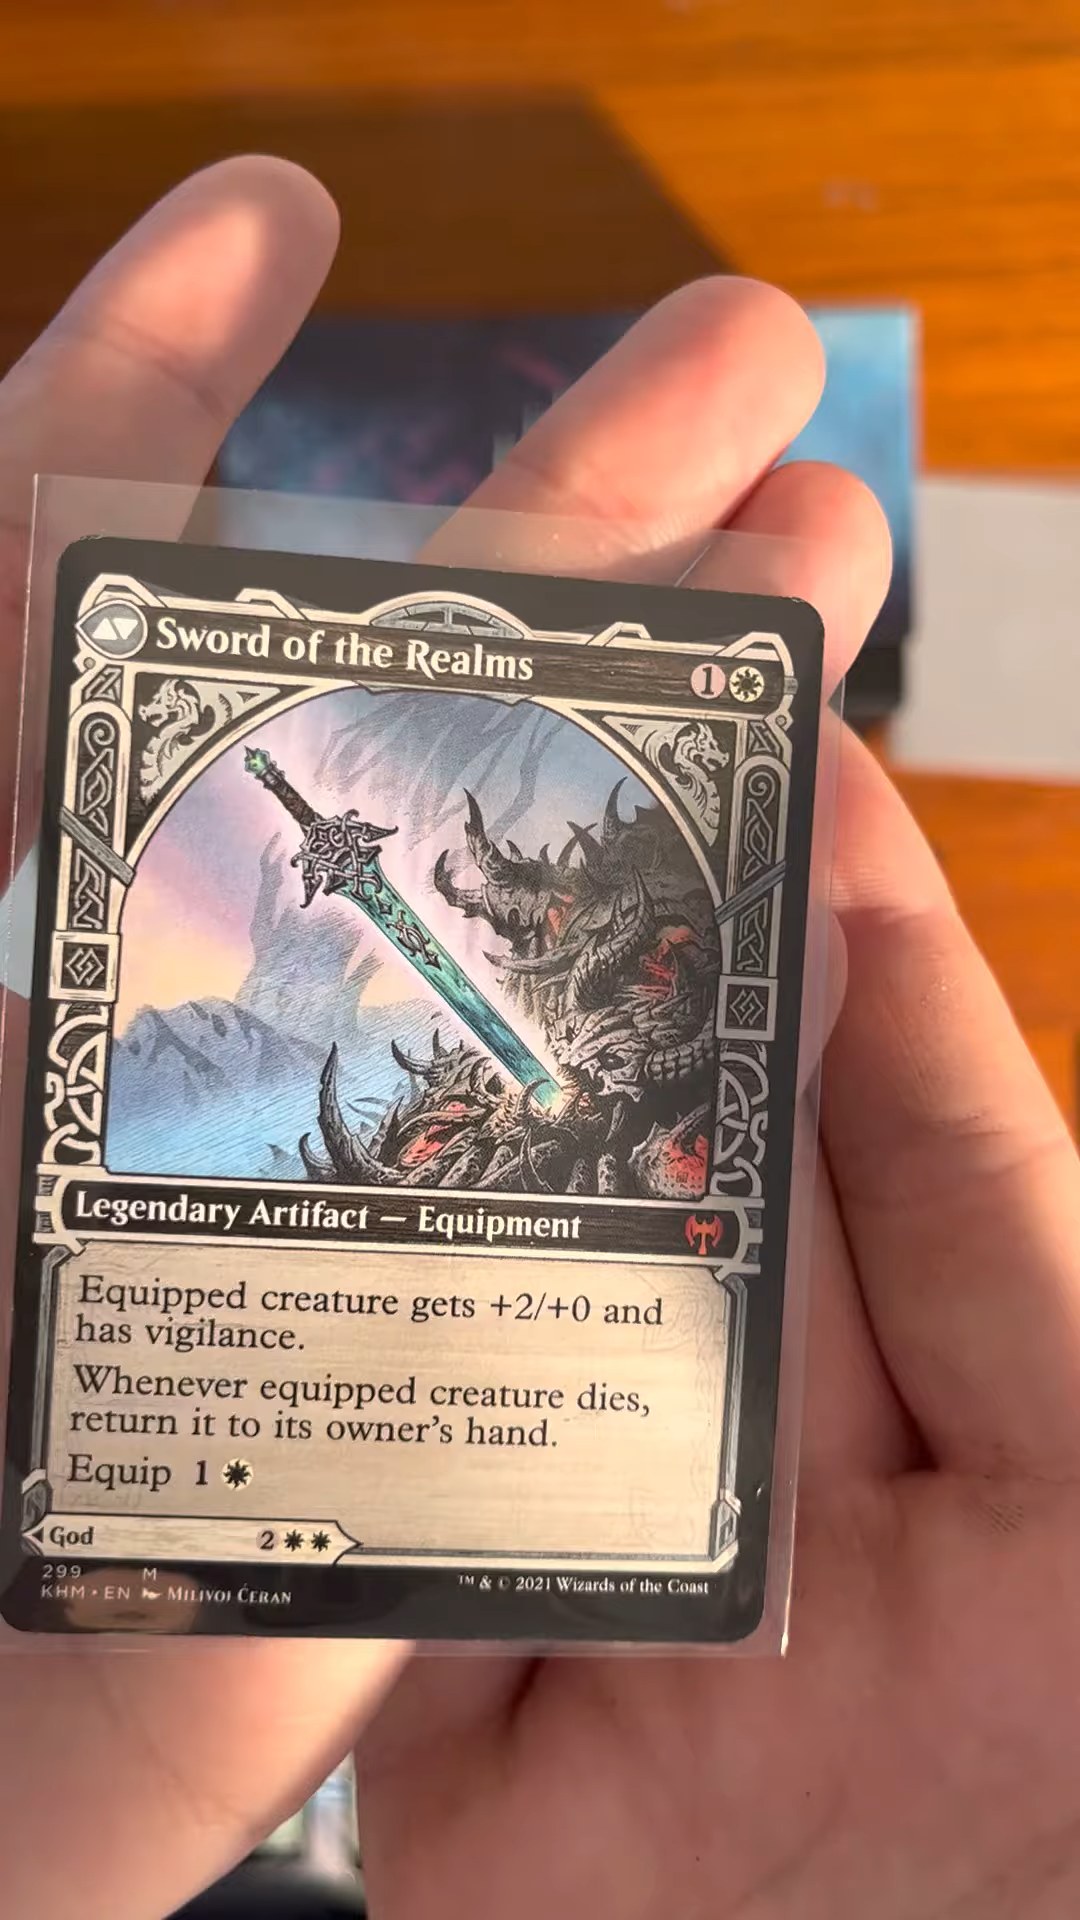 Sword of the Realms 1
Legendary Artifact — Equipment
Equipped creature gets +2/+0 and
has vigilance.
Whenever equipped creature dies,
return it to its owner's hand.
Equip 1
God 2
299 M
KHM • EN MILIVOJ ĆERAN
™ & © 2021 Wizards of the Coast